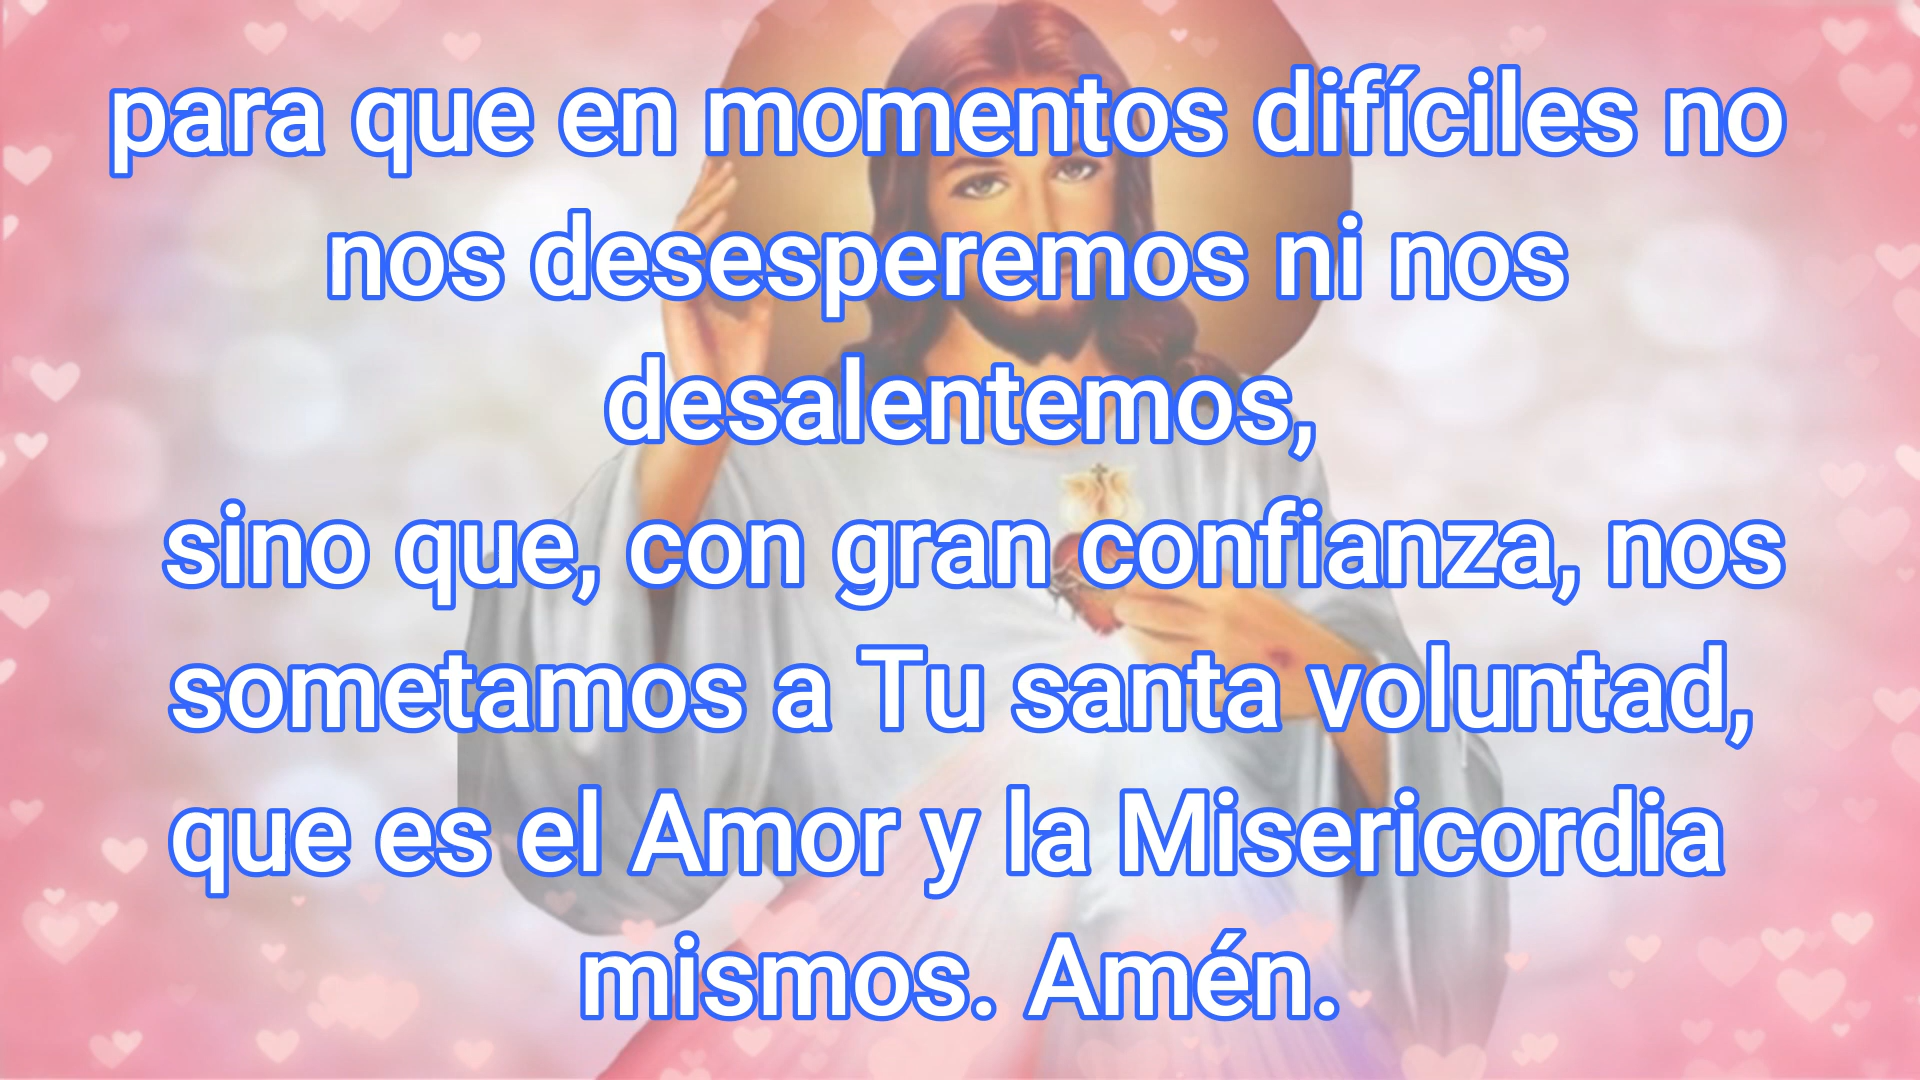 para que en momentos difíciles no
nos desesperemos ni nos
desalentemos,
sino que, con gran confianza, nos
sometamos a Tu santa voluntad,
que es el Amor y la Misericordia
mismos. Amén.